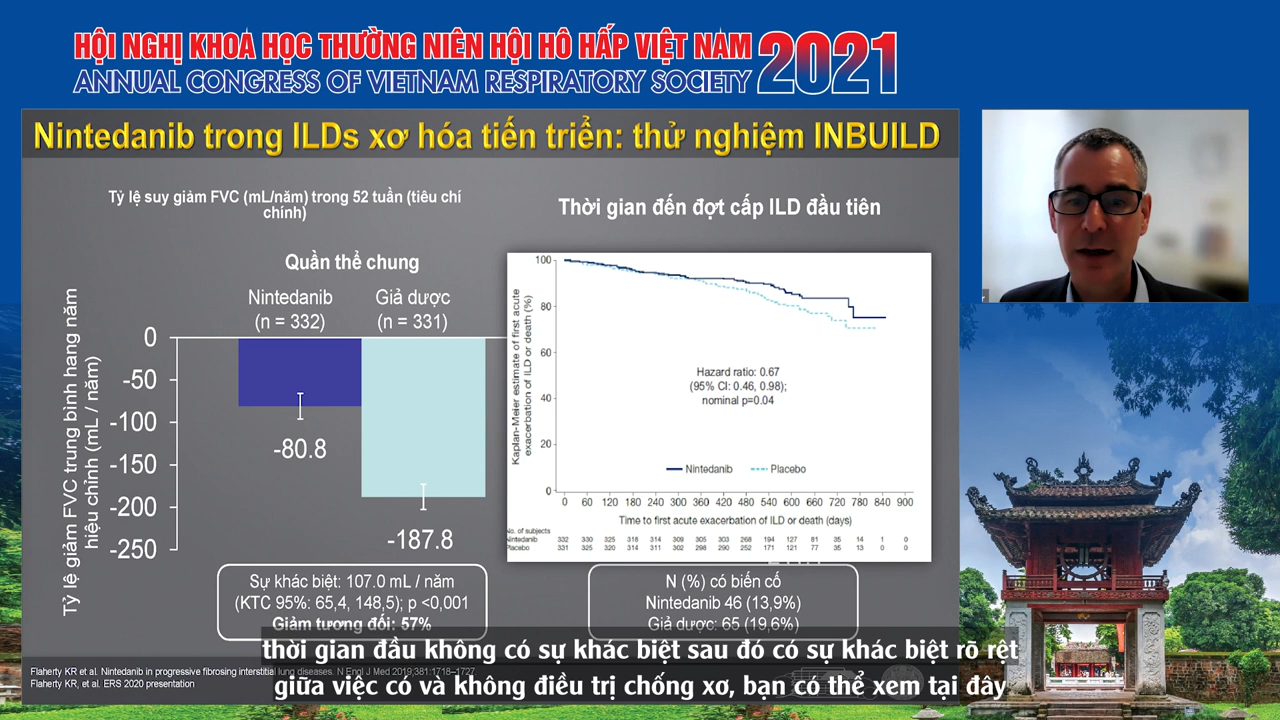 HỘI NGHỊ KHOA HỌC THƯỜNG NIÊN HỘI HÔ HẤP VIỆT NAM
ANNUAL CONGRESS OF VIETNAM RESPIRATORY SOCIETY
2021
Nintedanib trong ILDs xơ hóa tiến triển: thử nghiệm INBUILD
Tỷ lệ suy giảm FVC (mL/năm) trong 52 tuần (tiêu chí
chính)
Quần thể chung
Nintedanib
(n = 332)
Giả dược
(n = 331)
Tỷ lệ giảm FVC trung bình hang năm
hiệu chỉnh (mL / năm)
0
-50
-100
-150
-200
-250
-80.8
-187.8
Sự khác biệt: 107.0 mL / năm
(KTC 95%: 65,4, 148,5); p <0,001
Giảm tương đối: 57%
Thời gian đến đợt cấp ILD đầu tiên
Kaplan-Meier estimate of first acute
exacerbation of ILD or death (%)
100
80
60
40
20
0
Hazard ratio: 0.67
(95% CI: 0.46, 0.98);
nominal p=0.04
Nintedanib
Placebo
0 60 120 180 240 300 360 420 480 540 600 660 720 780 840 900
Time to first acute exacerbation of ILD or death (days)
No. of subjects
Nintedanib 332 330 325 318 314 309 305 303 268 194 127 81 35 14 1 0
Placebo 331 325 320 314 311 302 298 290 252 171 121 77 35 13 0 0
N (%) có biến cố
Nintedanib 46 (13,9%)
Giả dược: 65 (19,6%)
thời gian đầu không có sự khác biệt sau đó có sự khác biệt rõ rệt
giữa việc có và không điều trị chống xơ, bạn có thể xem tại đây
Flaherty KR et al. Nintedanib in progressive fibrosing interstitial lung diseases. N Engl J Med 2019;381:1718–1727.
Flaherty KR, et al. ERS 2020 presentation